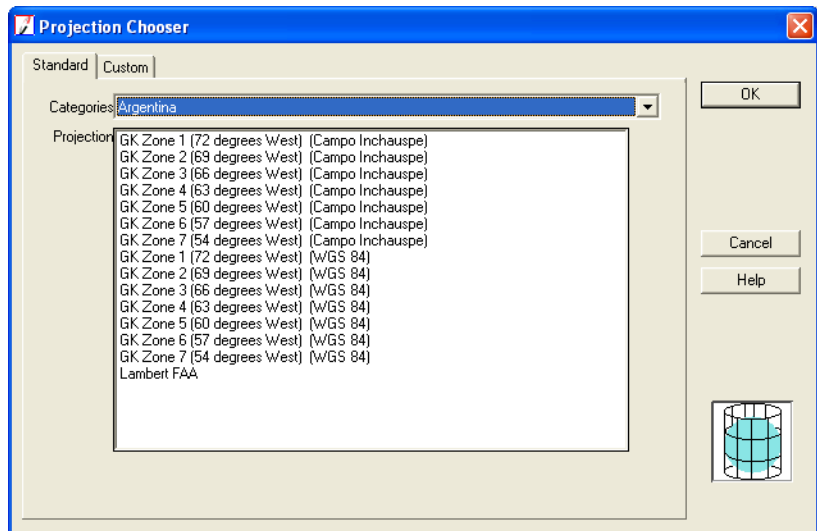 Projection Chooser
Standard
Custom
Categories Argentina
OK
Projection
GK Zone 1 (72 degrees West) (Campo Inchauspe)
GK Zone 2 (69 degrees West) (Campo Inchauspe)
GK Zone 3 (66 degrees West) (Campo Inchauspe)
GK Zone 4 (63 degrees West) (Campo Inchauspe)
GK Zone 5 (60 degrees West) (Campo Inchauspe)
GK Zone 6 (57 degrees West) (Campo Inchauspe)
GK Zone 7 (54 degrees West) (Campo Inchauspe)
GK Zone 1 (72 degrees West) (WGS 84)
GK Zone 2 (69 degrees West) (WGS 84)
GK Zone 3 (66 degrees West) (WGS 84)
GK Zone 4 (63 degrees West) (WGS 84)
GK Zone 5 (60 degrees West) (WGS 84)
GK Zone 6 (57 degrees West) (WGS 84)
GK Zone 7 (54 degrees West) (WGS 84)
Lambert FAA
Cancel
Help